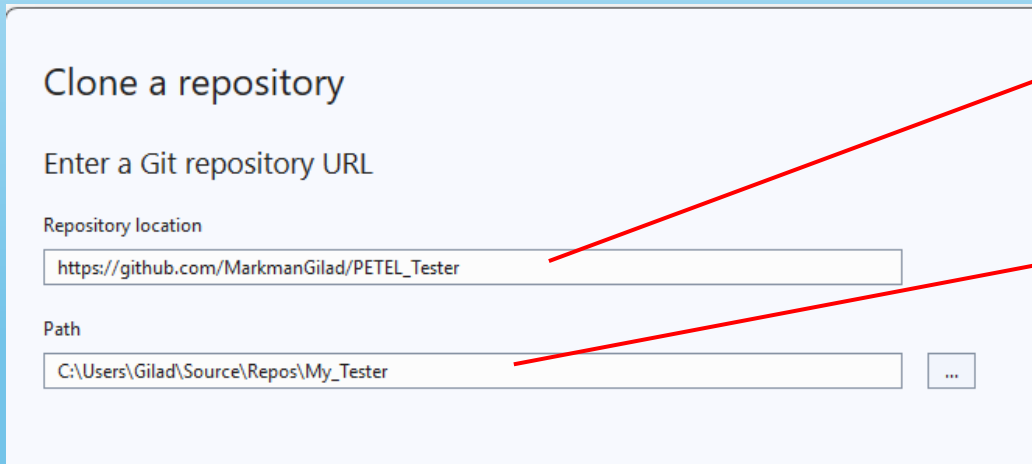 Clone a repository
Enter a Git repository URL
Repository location
https://github.com/MarkmanGilad/PETEL_Tester
Path
C:\Users\Gilad\Source\Repos\My_Tester
...